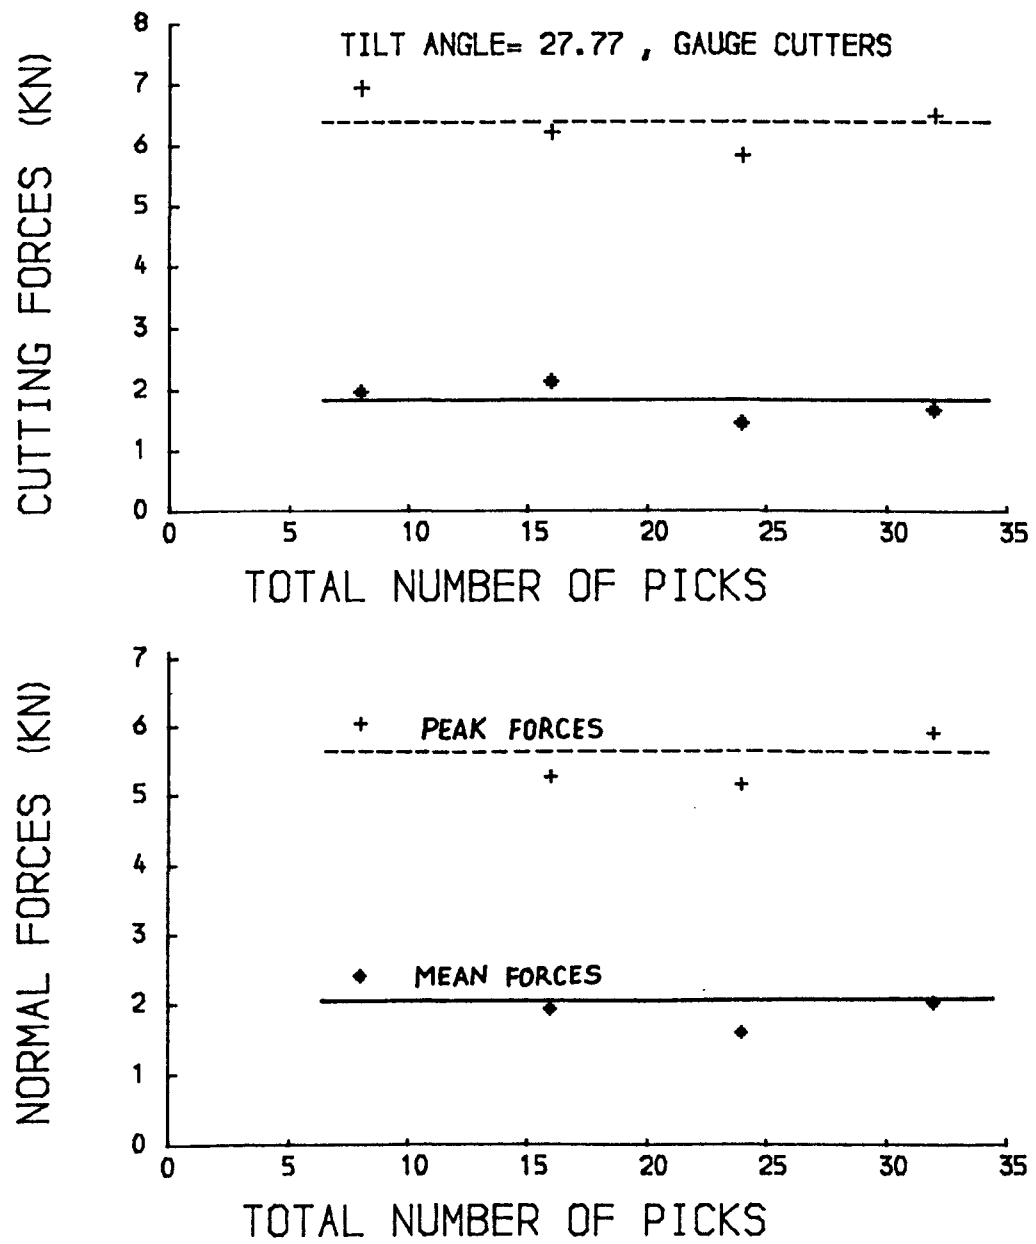 TILT ANGLE= 27.77 , GAUGE CUTTERS
CUTTING FORCES (KN)
8
7
6
5
4
3
2
1
0
0 5 10 15 20 25 30 35
TOTAL NUMBER OF PICKS
NORMAL FORCES (KN)
7
6
5
4
3
2
1
0
PEAK FORCES
MEAN FORCES
0 5 10 15 20 25 30 35
TOTAL NUMBER OF PICKS